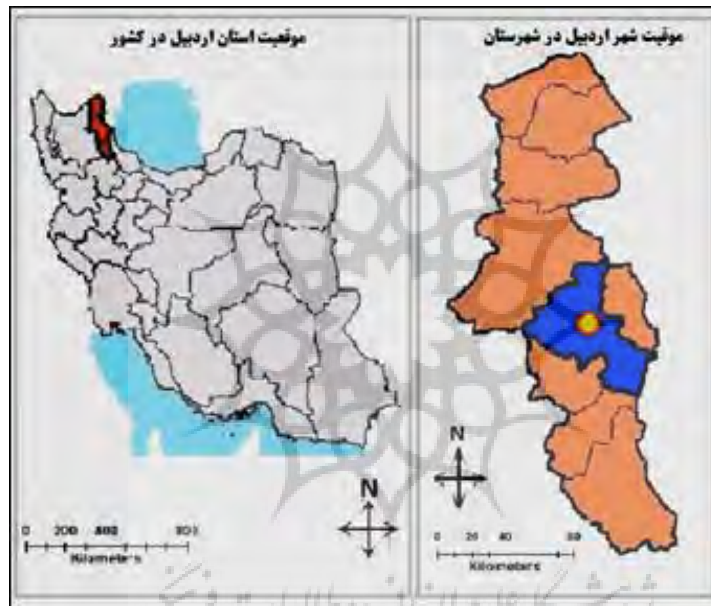 موقعیت شهر اردبیل در شهرستان
موقعیت استان اردبیل در کشور
N
N
0 10 20 40 80
Kilometers
0 200 400 800
Kilometers